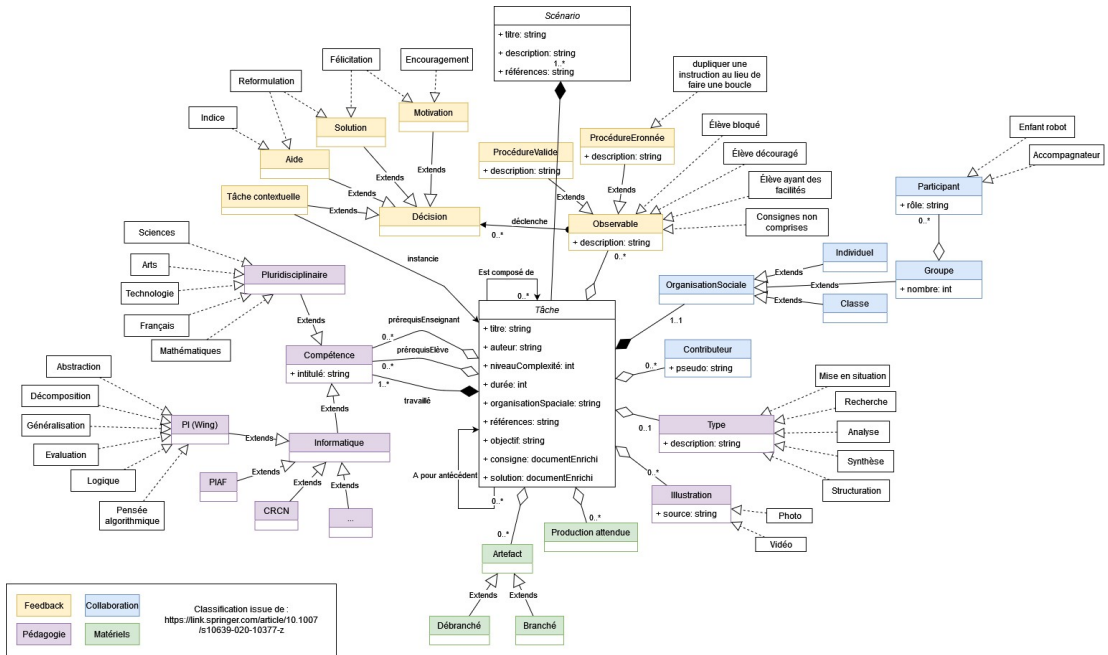 Scénario
+ titre: string
+ description: string
1..*
+ références: string
dupliquer une
instruction au lieu de
faire une boucle
Félicitation
Encouragement
Reformulation
Indice
Solution
Motivation
Aide
Tâche contextuelle
Extends
Extends
Extends
Extends
Décision
déclenche
0..*
ProcédureValide
+ description: string
ProcédureEronnée
+ description: string
Extends
Extends
Observable
+ description: string
0..*
Élève bloqué
Élève découragé
Élève ayant des
facilités
Consignes non
comprises
Enfant robot
Accompagnateur
Participant
+ rôle: string
0..*
Groupe
+ nombre: int
Individuel
Classe
Extends
Extends
Extends
OrganisationSociale
1..1
Sciences
Arts
Technologie
Français
Mathématiques
Pluridisciplinaire
Extends
instancie
Est composé de
0..*
Tâche
+ titre: string
+ auteur: string
+ niveauComplexité: int
+ durée: int
+ organisationSpaciale: string
+ références: string
+ objectif: string
+ consigne: documentEnrichi
+ solution: documentEnrichi
prérequisEnseignant
0..*
prérequisElève
0..*
1..*
travaillé
Compétence
+ intitulé: string
Extends
Abstraction
Décomposition
Généralisation
Evaluation
Logique
Pensée
algorithmique
PI (Wing)
Extends
Informatique
Extends
Extends
Extends
PIAF
CRCN
...
A pour antécédent
0..*
Contributeur
+ pseudo: string
0..*
Type
+ description: string
0..1
Mise en situation
Recherche
Analyse
Synthèse
Structuration
Illustration
+ source: string
0..*
Photo
Vidéo
Production attendue
0..*
Artefact
0..*
Extends
Extends
Débranché
Branché
Feedback
Collaboration
Pédagogie
Matériels
Classification issue de :
https://link.springer.com/article/10.1007
/s10639-020-10377-z